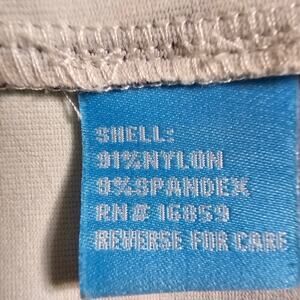 SHELL:
91%NYLON
9%SPANDEX
RN# 16859
REVERSE FOR CARE